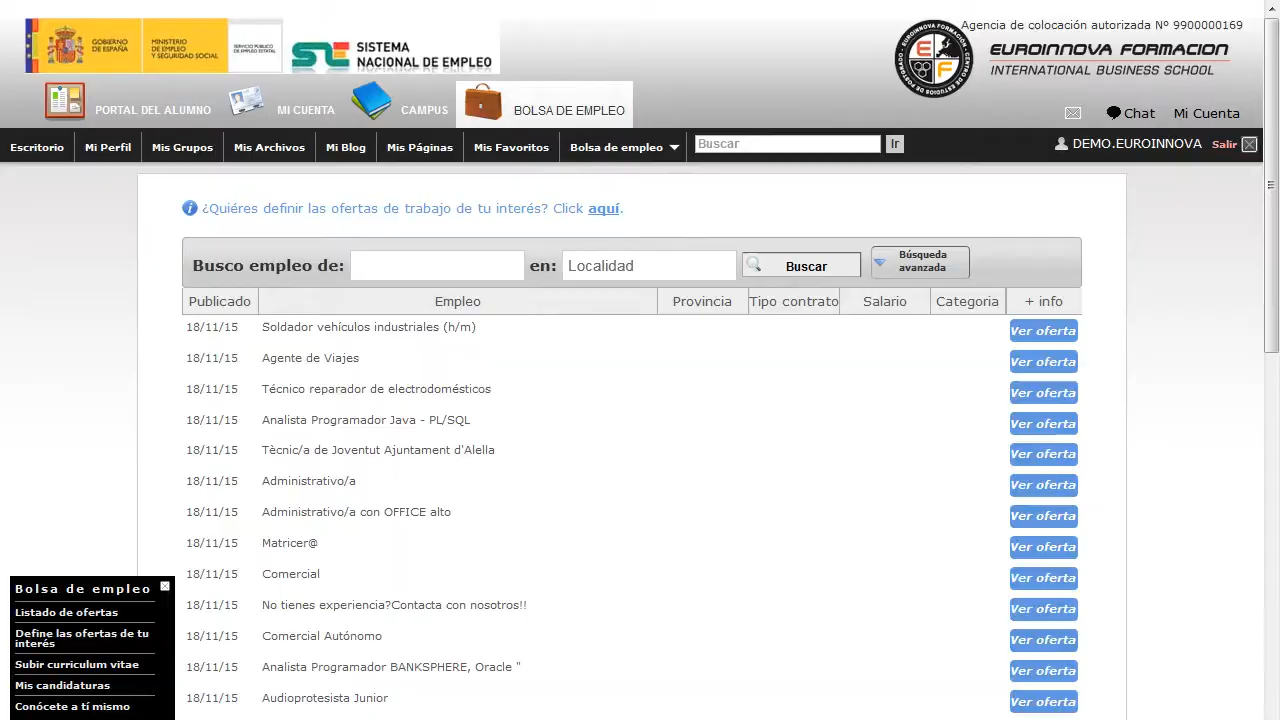 GOBIERNO DE ESPAÑA
MINISTERIO DE EMPLEO Y SEGURIDAD SOCIAL
SERVICIO PÚBLICO DE EMPLEO ESTATAL
SISTEMA NACIONAL DE EMPLEO
Agencia de colocación autorizada Nº 9900000169
EUROINNOVA FORMACION
INTERNATIONAL BUSINESS SCHOOL
PORTAL DEL ALUMNO MI CUENTA CAMPUS BOLSA DE EMPLEO
Chat Mi Cuenta
Escritorio Mi Perfil Mis Grupos Mis Archivos Mi Blog Mis Páginas Mis Favoritos Bolsa de empleo Buscar Ir DEMO.EUROINNOVA Salir
¿Quiéres definir las ofertas de trabajo de tu interés? Click aquí.
Busco empleo de: en: Localidad Buscar Búsqueda avanzada
Publicado Empleo Provincia Tipo contrato Salario Categoria + info
18/11/15 Soldador vehículos industriales (h/m) Ver oferta
18/11/15 Agente de Viajes Ver oferta
18/11/15 Técnico reparador de electrodomésticos Ver oferta
18/11/15 Analista Programador Java - PL/SQL Ver oferta
18/11/15 Tècnic/a de Joventut Ajuntament d'Alella Ver oferta
18/11/15 Administrativo/a Ver oferta
18/11/15 Administrativo/a con OFFICE alto Ver oferta
18/11/15 Matricer@ Ver oferta
18/11/15 Comercial Ver oferta
18/11/15 No tienes experiencia?Contacta con nosotros!! Ver oferta
18/11/15 Comercial Autónomo Ver oferta
18/11/15 Analista Programador BANKSPHERE, Oracle " Ver oferta
18/11/15 Audioprotesista Junior Ver oferta
Bolsa de empleo
Listado de ofertas
Define las ofertas de tu
interés
Subir curriculum vitae
Mis candidaturas
Conócete a tí mismo